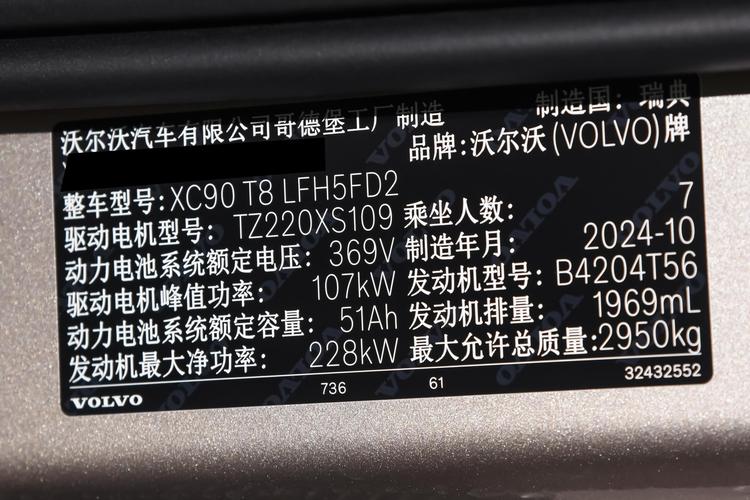 沃尔沃汽车有限公司哥德堡工厂制造 制造国：瑞典
品牌:沃尔沃(VOLVO)牌
整车型号:XC90 T8 LFH5FD2
驱动电机型号：TZ220XS109 乘坐人数：7
动力电池系统额定电压：369V 制造年月：2024-10
驱动电机峰值功率：107kW 发动机型号：B4204T56
动力电池系统额定容量：51Ah 发动机排量：1969mL
发动机最大净功率：228kW 最大允许总质量:2950kg
VOLVO 736 61 32432552